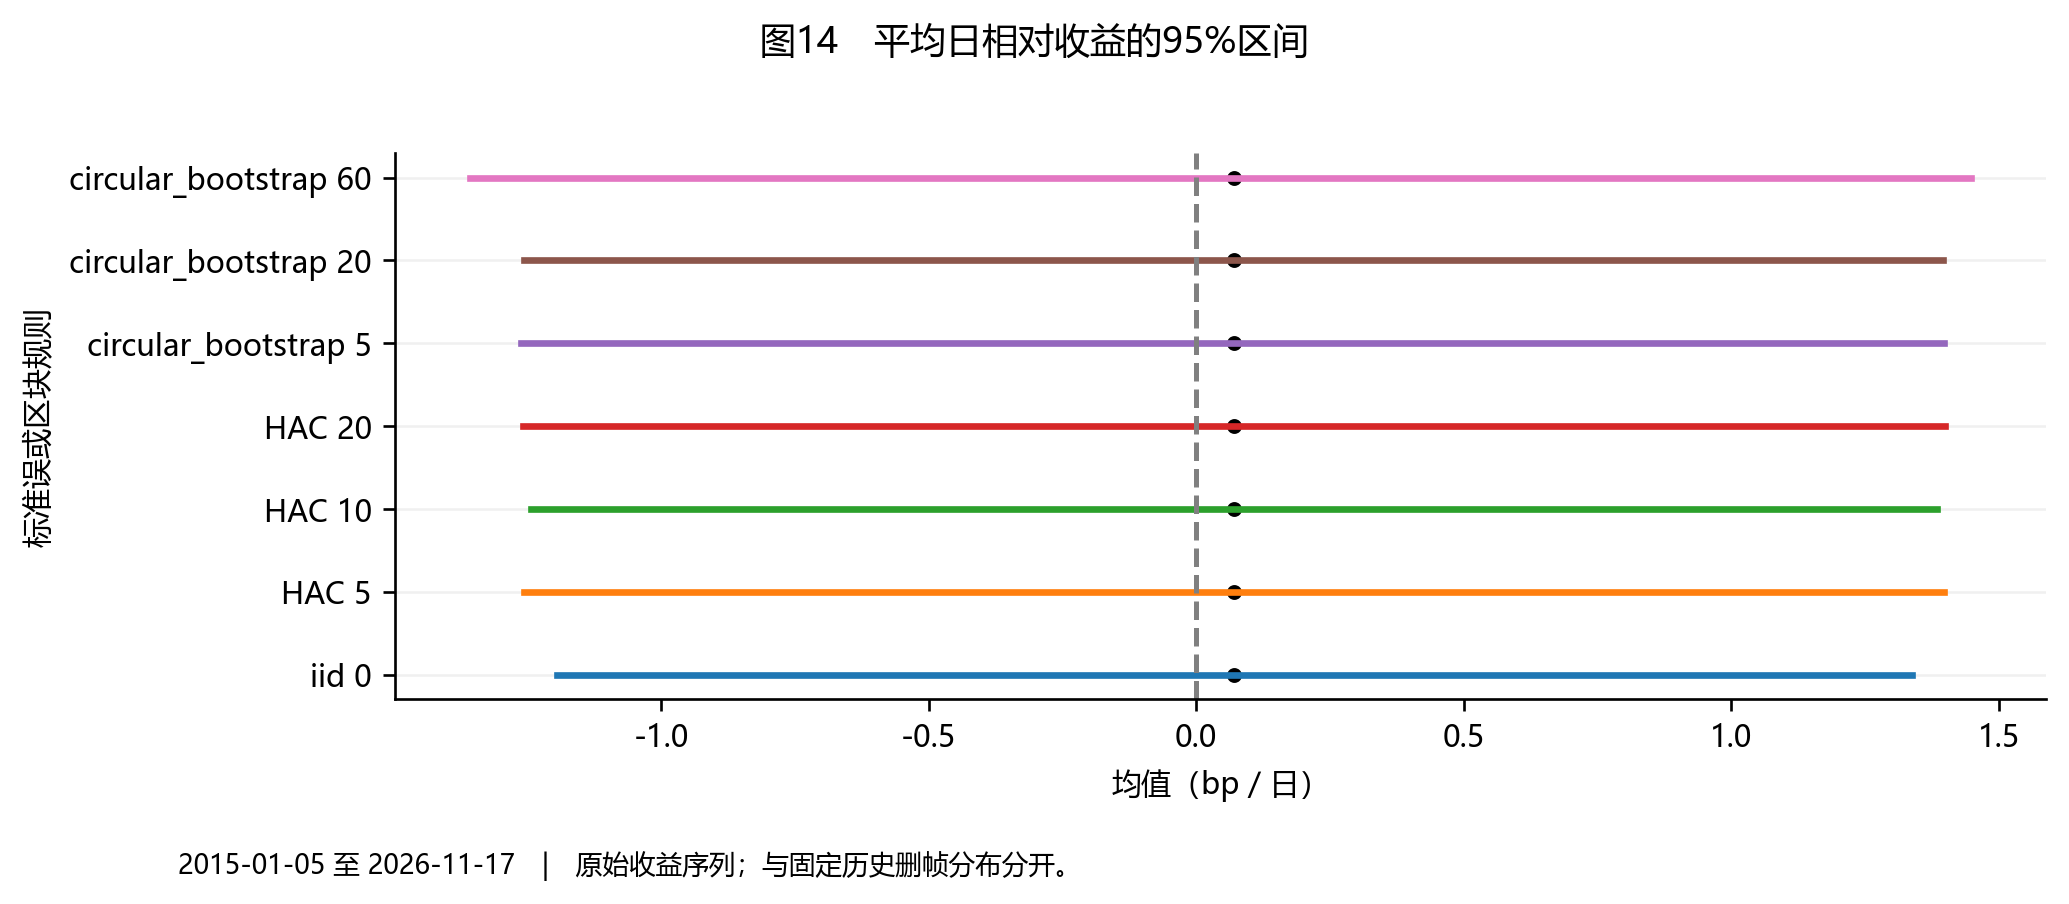 图14　平均日相对收益的95%区间
circular_bootstrap 60
circular_bootstrap 20
circular_bootstrap 5
HAC 20
HAC 10
HAC 5
iid 0
标准误或区块规则
-1.0
-0.5
0.0
0.5
1.0
1.5
均值（bp / 日）
2015-01-05 至 2026-11-17　|　原始收益序列；与固定历史删帧分布分开。